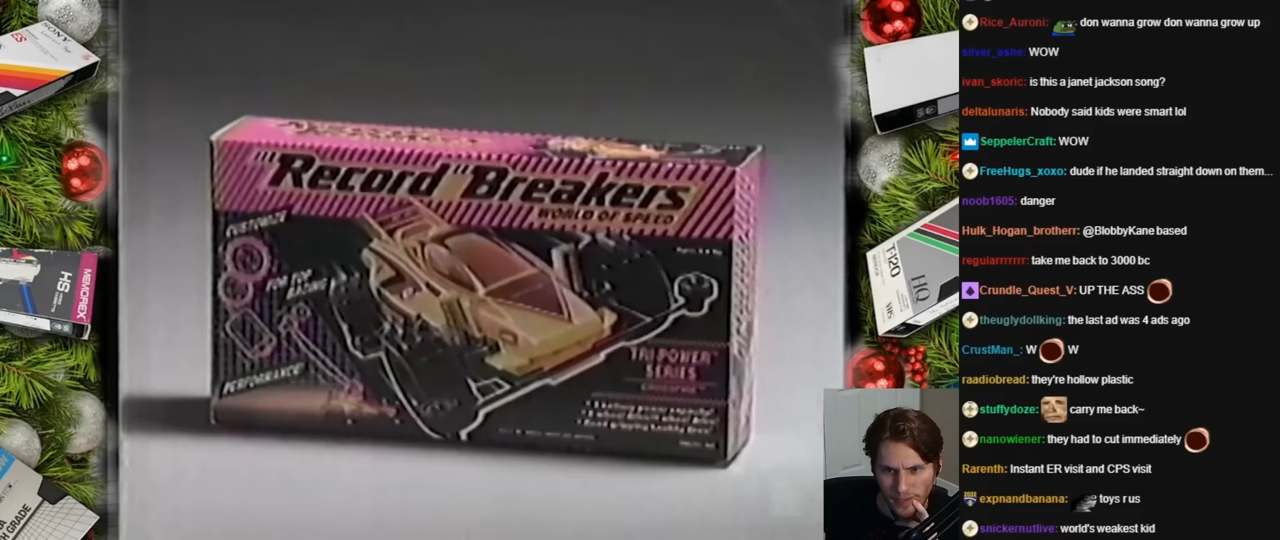 SONY
ES
MEMOREX
HS
"Record Breakers"
WORLD OF SPEED
CUSTOMIZE
FOR TOP
RACING
PERFORMANCE!
TRI-POWER
SERIES
T-120
HQ
VHS
GH GRADE
Rice_Auroni: don wanna grow don wanna grow up
silver_ashe: WOW
ivan_skoric: is this a janet jackson song?
deltalunaris: Nobody said kids were smart lol
SeppelerCraft: WOW
FreeHugs_xoxo: dude if he landed straight down on them...
noob1605: danger
Hulk_Hogan_brotherr: @BlobbyKane based
regularrrrrrr: take me back to 3000 bc
Crundle_Quest_V: UP THE ASS
theuglydollking: the last ad was 4 ads ago
CrustMan_: W W
raadiobread: they're hollow plastic
stuffydoze: carry me back~
nanowiener: they had to cut immediately
Rarenth: Instant ER visit and CPS visit
expnandbanana: toys r us
snickernutlive: world's weakest kid